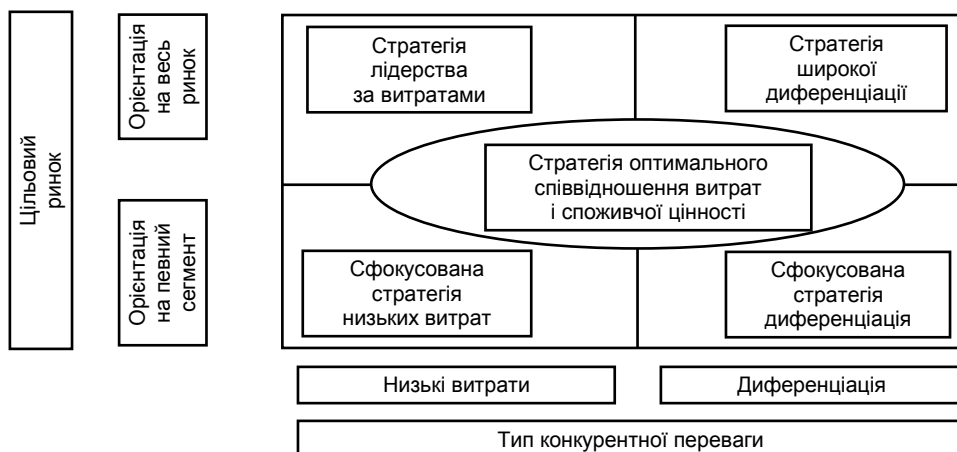 Цільовий
ринок
Орієнтація
на весь
ринок
Стратегія
лідерства
за витратами
Стратегія
широкої
диференціації
Стратегія оптимального
співвідношення витрат
і споживчої цінності
Орієнтація
на певний
сегмент
Сфокусована
стратегія
низьких витрат
Сфокусована
стратегія
диференціація
Низькі витрати
Диференціація
Тип конкурентної переваги